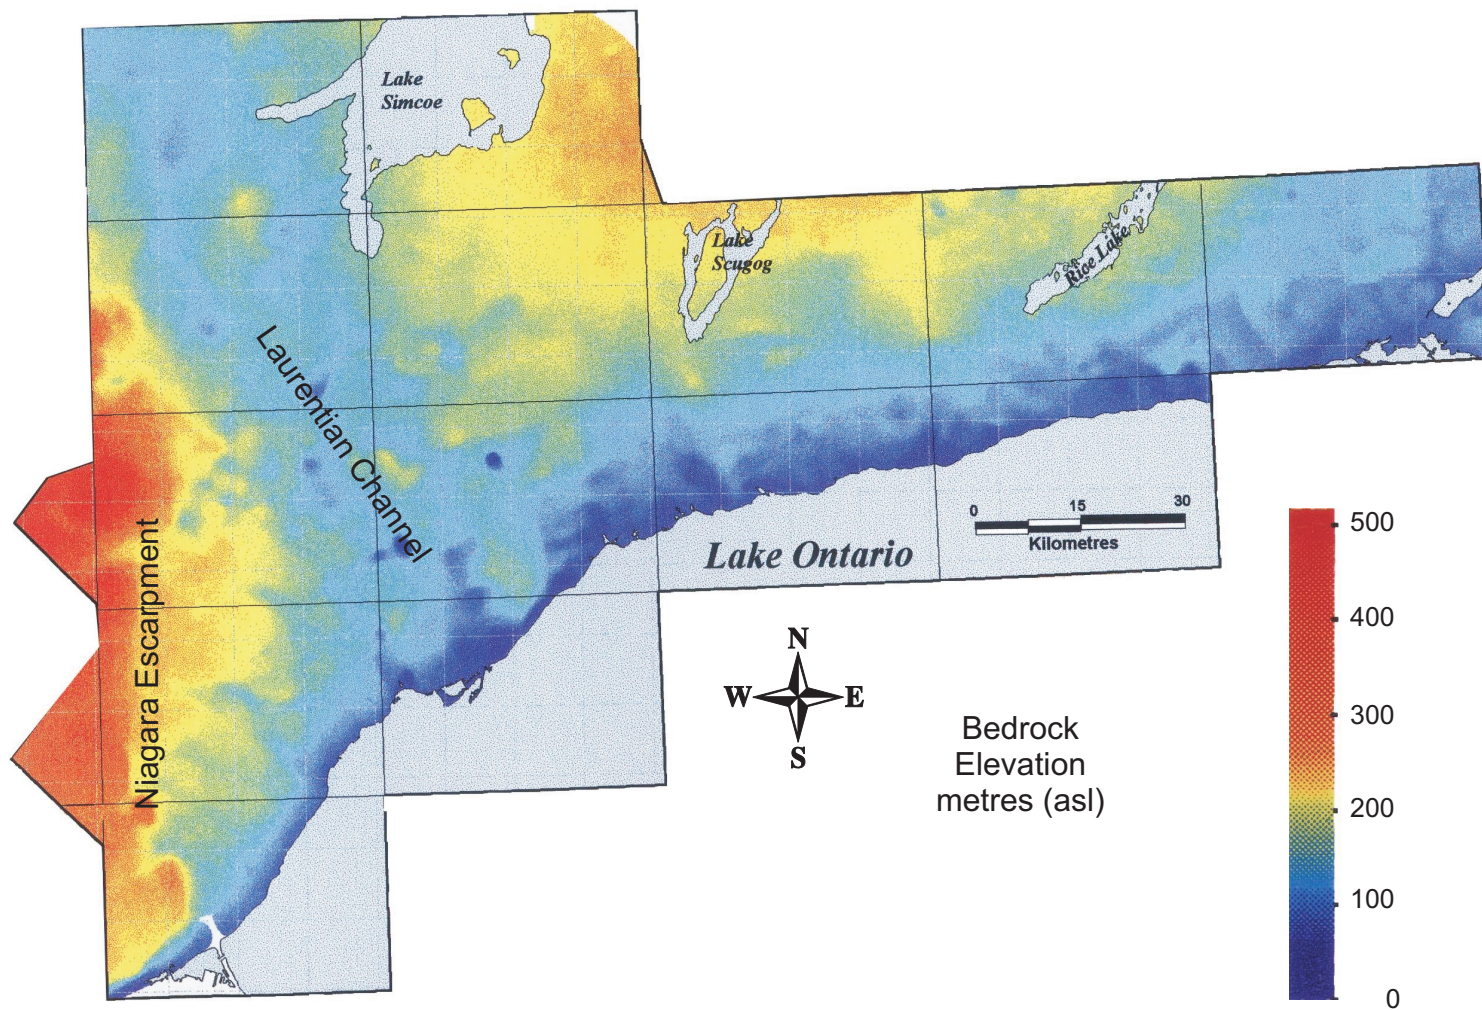 Lake
Simcoe
Lake
Scugog
Rice Lake
Laurentian Channel
Niagara Escarpment
0 15 30
Kilometres
Lake Ontario
N
W E
S
Bedrock
Elevation
metres (asl)
500
400
300
200
100
0